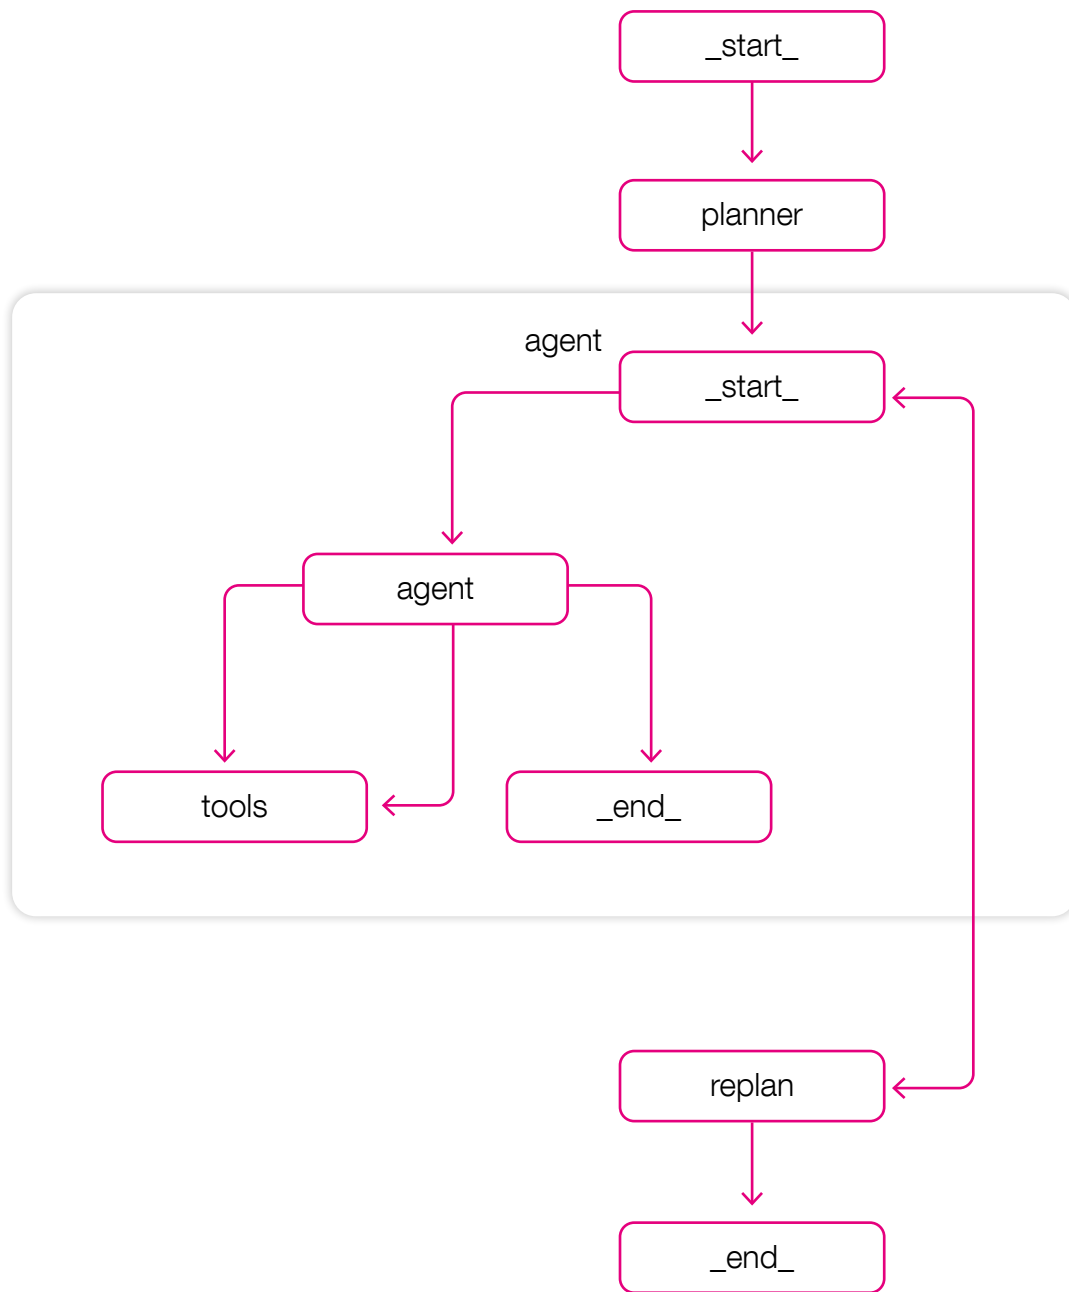 _start_
planner
agent
_start_
agent
tools
_end_
replan
_end_